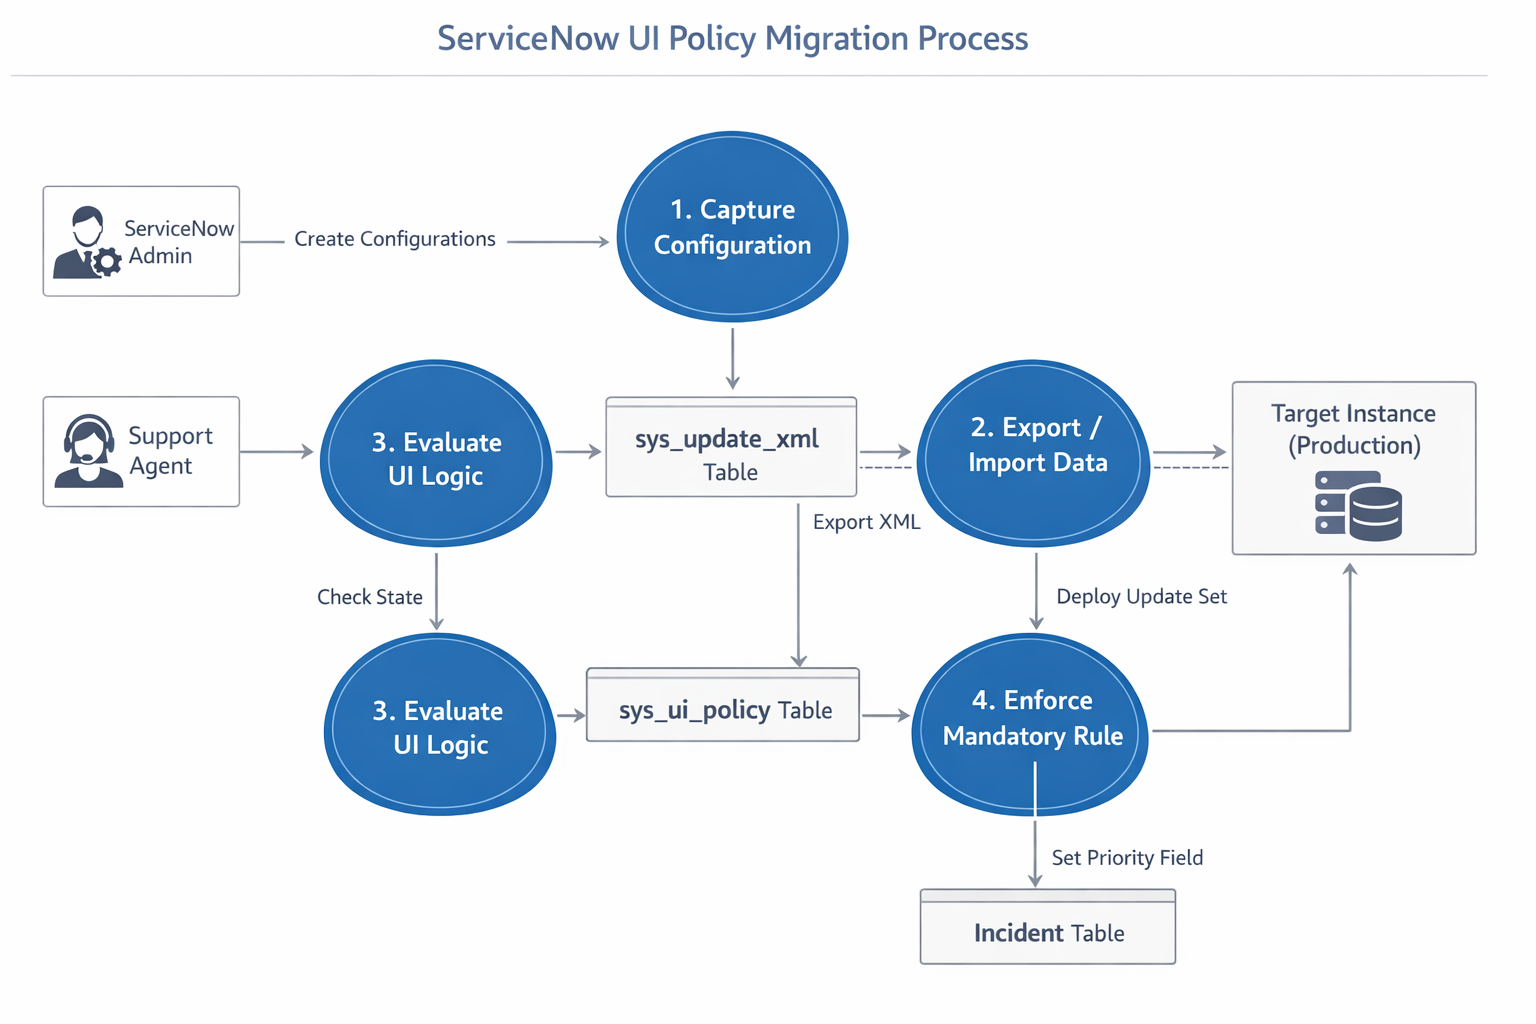 ServiceNow UI Policy Migration Process
1. Capture
Configuration
ServiceNow
Admin
Create Configurations
Support
Agent
3. Evaluate
UI Logic
sys_update_xml
Table
2. Export /
Import Data
Target Instance
(Production)
Export XML
Check State
Deploy Update Set
3. Evaluate
UI Logic
sys_ui_policy Table
4. Enforce
Mandatory Rule
Set Priority Field
Incident Table